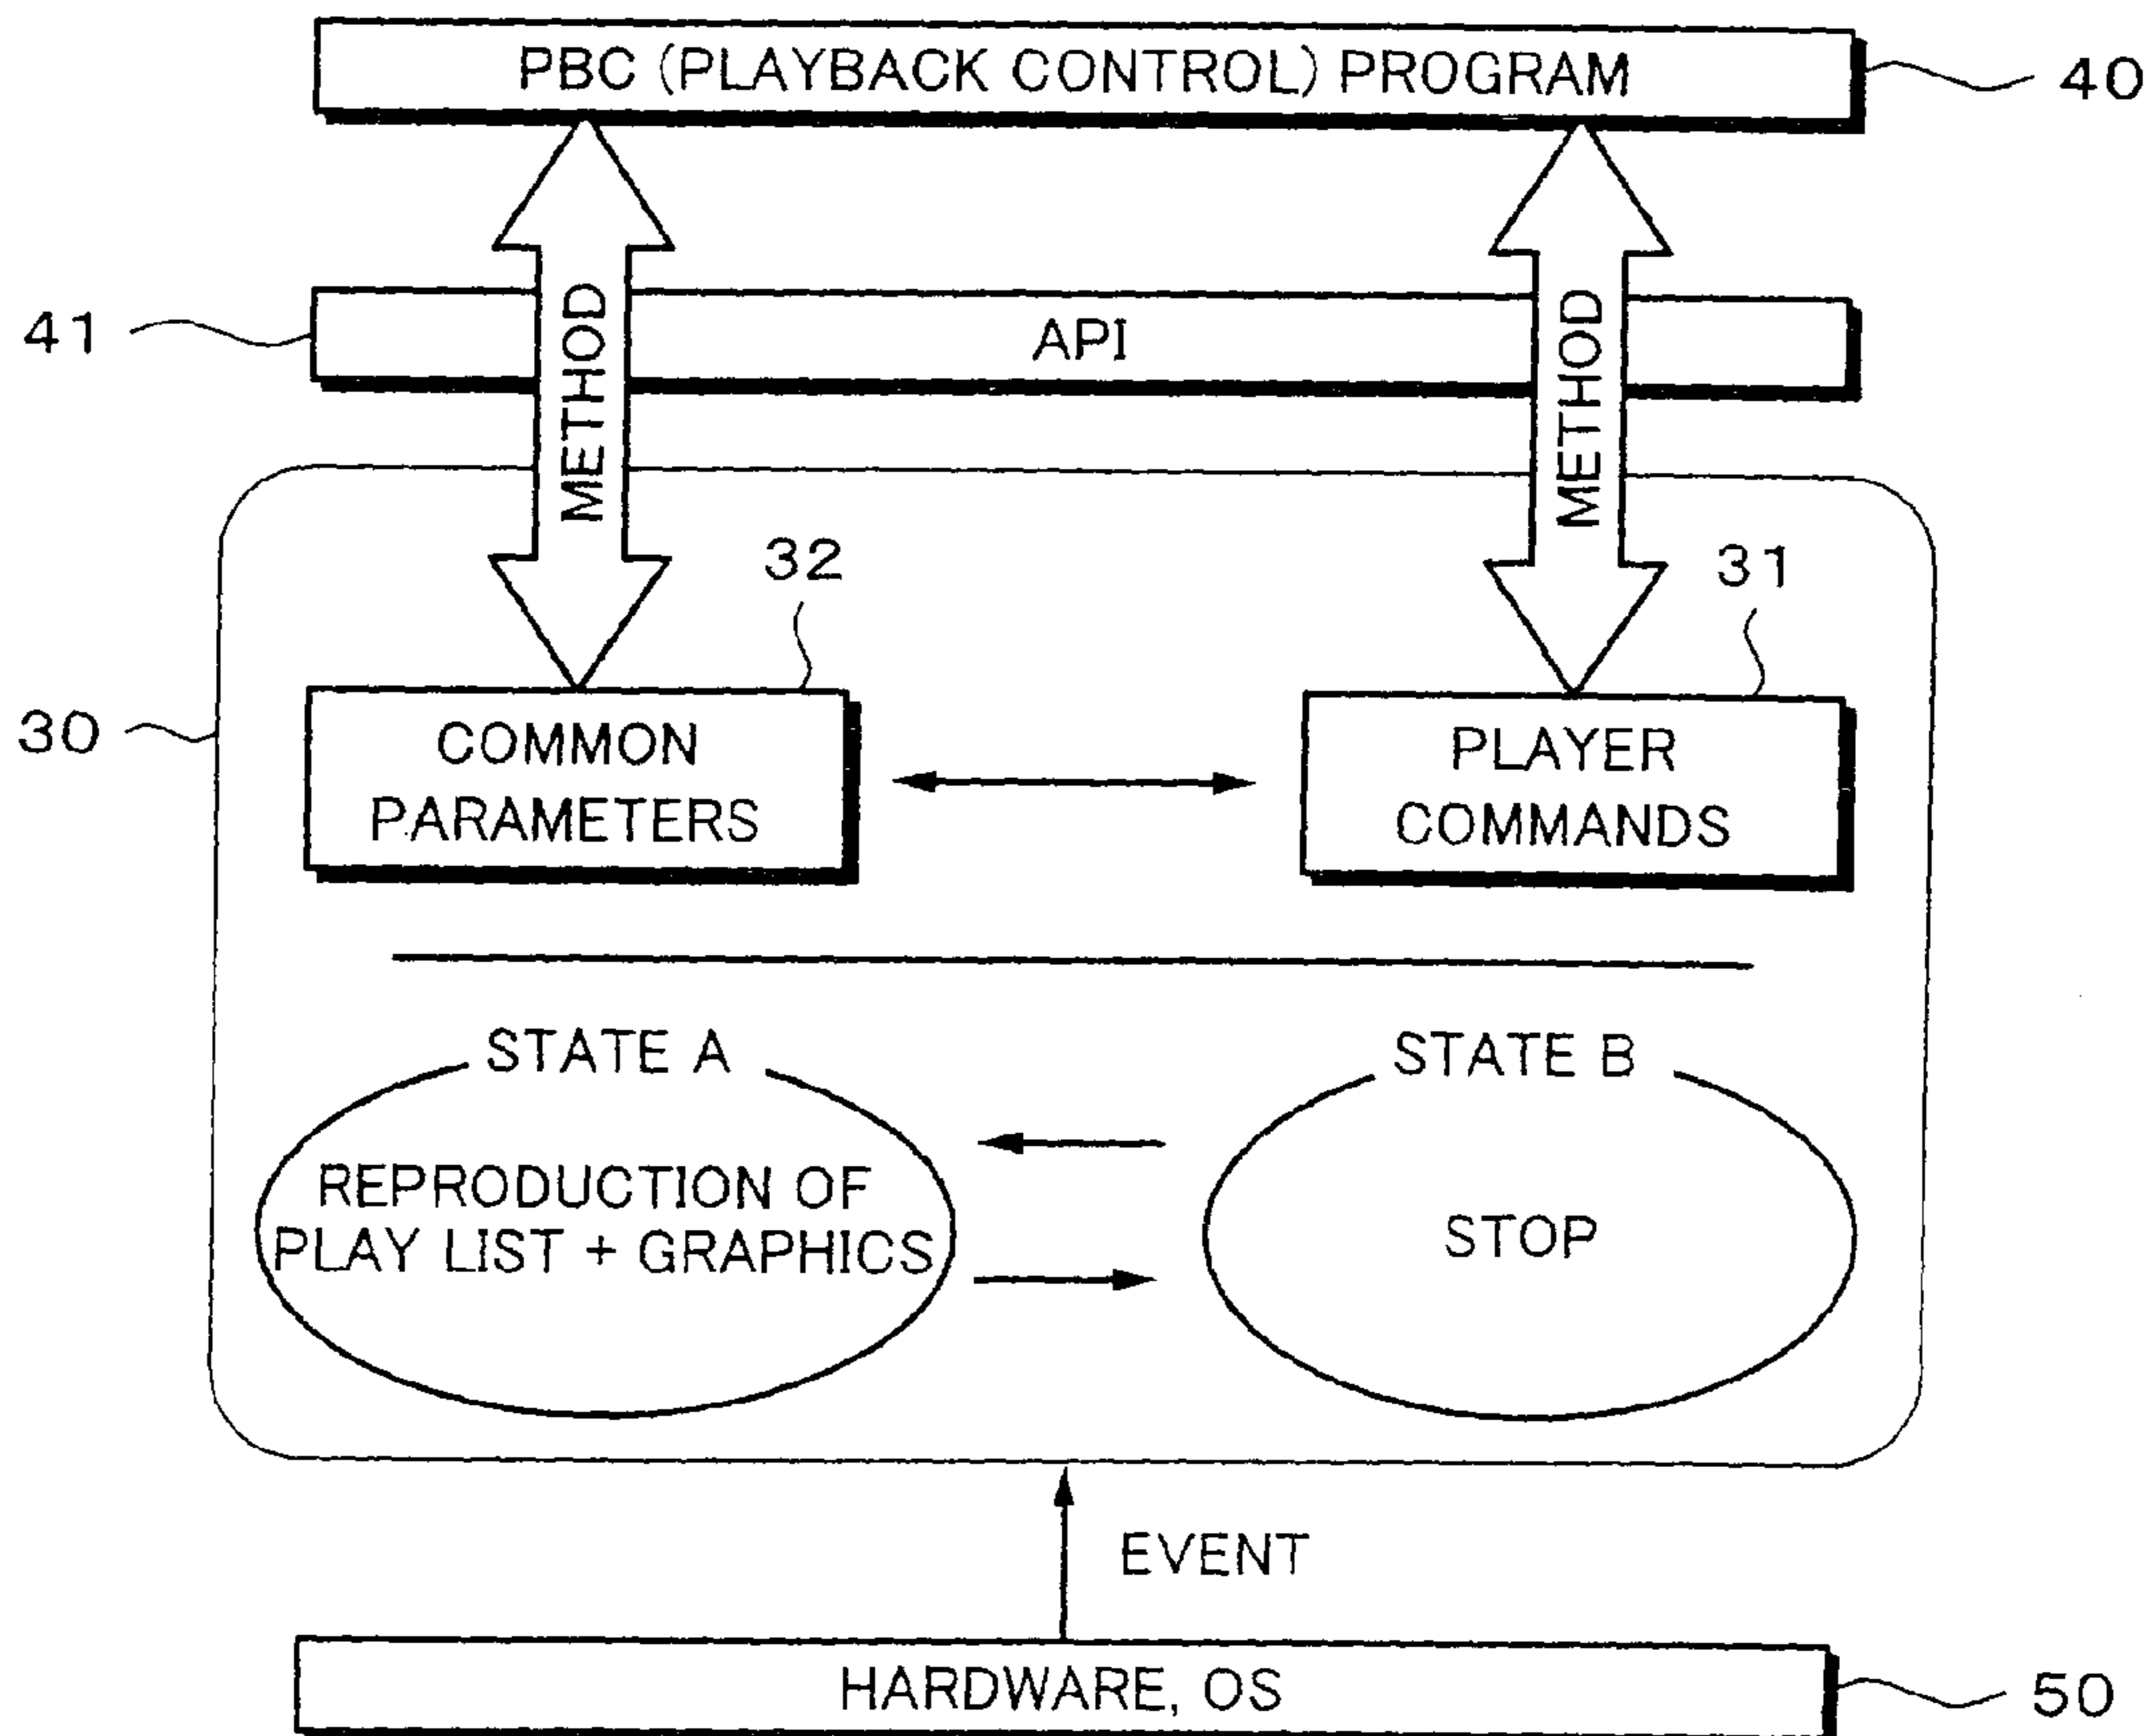 PBC (PLAYBACK CONTROL) PROGRAM
40
41
API
METHOD
METHOD
32
31
30
COMMON
PARAMETERS
PLAYER
COMMANDS
STATE A
STATE B
REPRODUCTION OF
PLAY LIST + GRAPHICS
STOP
EVENT
HARDWARE, OS
50